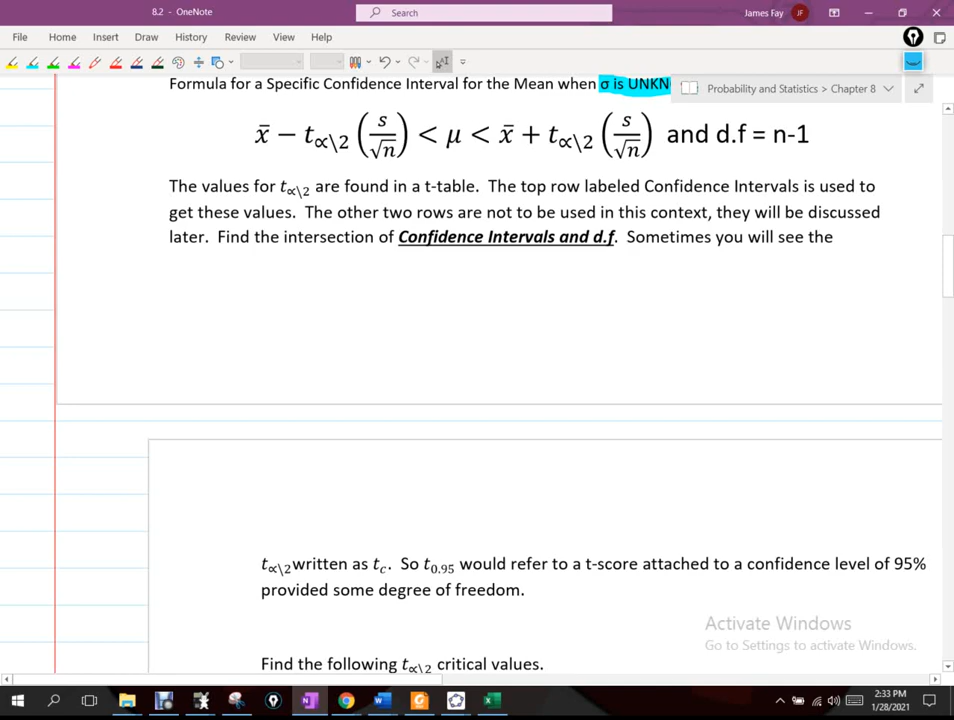 8.2 - OneNote
Search
James Fay
JF
File Home Insert Draw History Review View Help
Formula for a Specific Confidence Interval for the Mean when σ is UNKN
Probability and Statistics > Chapter 8
x̄ − t∝\2 (s/√n) < μ < x̄ + t∝\2 (s/√n) and d.f = n-1
The values for t∝\2 are found in a t-table. The top row labeled Confidence Intervals is used to
get these values. The other two rows are not to be used in this context, they will be discussed
later. Find the intersection of Confidence Intervals and d.f. Sometimes you will see the
t∝\2 written as tc. So t0.95 would refer to a t-score attached to a confidence level of 95%
provided some degree of freedom.
Activate Windows
Go to Settings to activate Windows.
Find the following t∝\2 critical values.
2:33 PM
1/28/2021